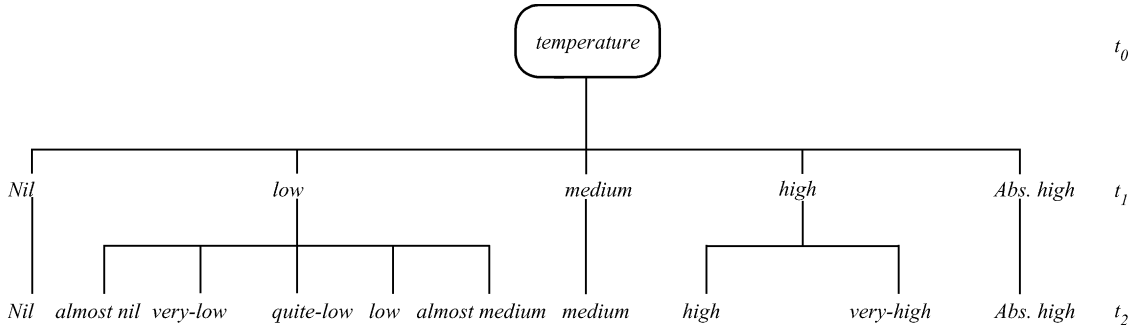 temperature t0
Nil low medium high Abs. high t1
Nil almost nil very-low quite-low low almost medium medium high very-high Abs. high t2